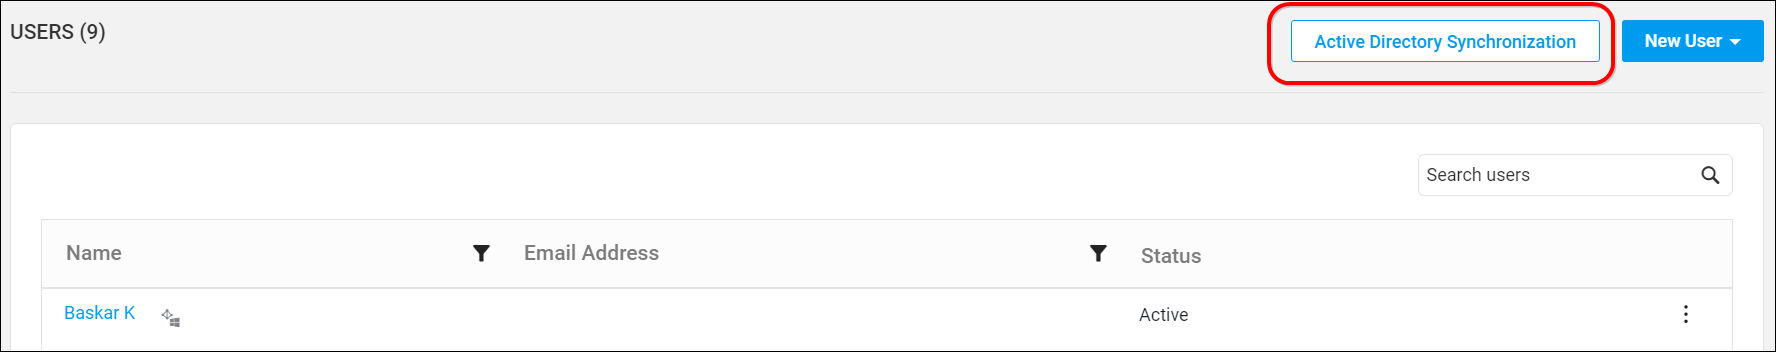 USERS (9)
Active Directory Synchronization
New User
Search users
Name
Email Address
Status
Baskar K
Active